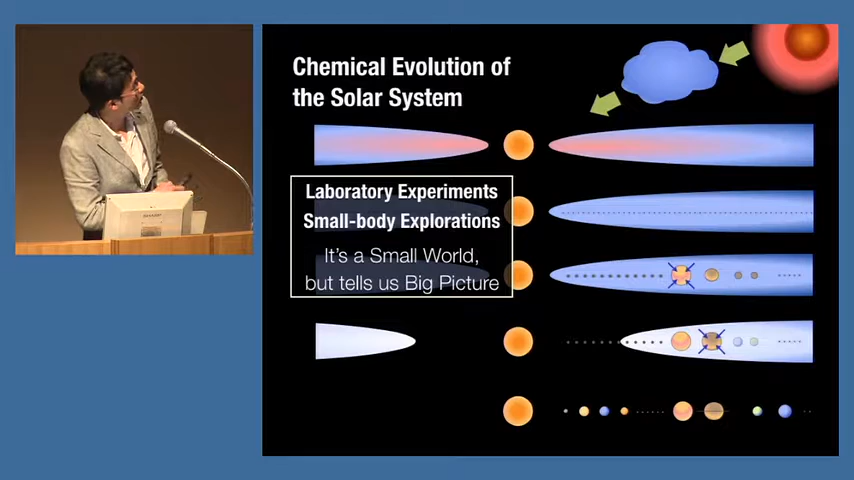 Chemical Evolution of
the Solar System
Laboratory Experiments
Small-body Explorations
It's a Small World,
but tells us Big Picture
SHARP